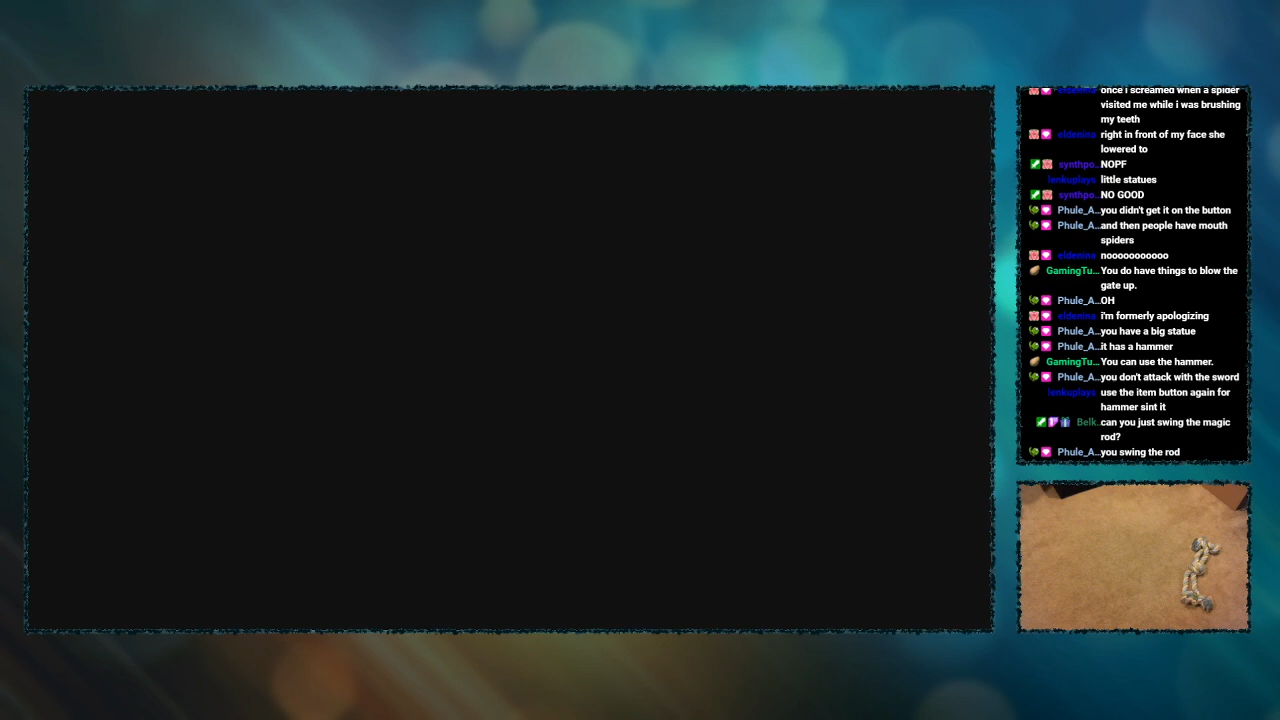 once i screamed when a spider
visited me while i was brushing
my teeth
eldenina right in front of my face she
lowered to
synthpo... NOPF
lenkuplays little statues
synthpo... NO GOOD
Phule_A... you didn't get it on the button
Phule_A... and then people have mouth
spiders
eldenina nooooooooooo
GamingTu... You do have things to blow the
gate up.
Phule_A... OH
eldenina i'm formerly apologizing
Phule_A... you have a big statue
Phule_A... it has a hammer
GamingTu... You can use the hammer.
Phule_A... you don't attack with the sword
lenkuplays use the item button again for
hammer sint it
Belk... can you just swing the magic
rod?
Phule_A... you swing the rod